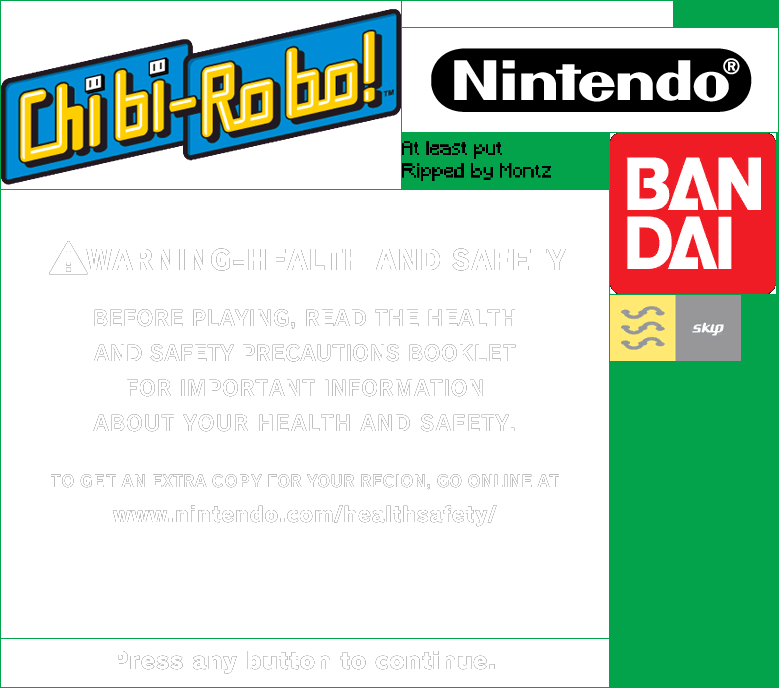 Chibi-Robo!™
Nintendo®
At least put
Ripped by Montz
BAN
DAI
WARNING-HEALTH AND SAFETY
BEFORE PLAYING, READ THE HEALTH
AND SAFETY PRECAUTIONS BOOKLET
FOR IMPORTANT INFORMATION
ABOUT YOUR HEALTH AND SAFETY.
TO GET AN EXTRA COPY FOR YOUR REGION, GO ONLINE AT
www.nintendo.com/healthsafety/
skip
Press any button to continue.